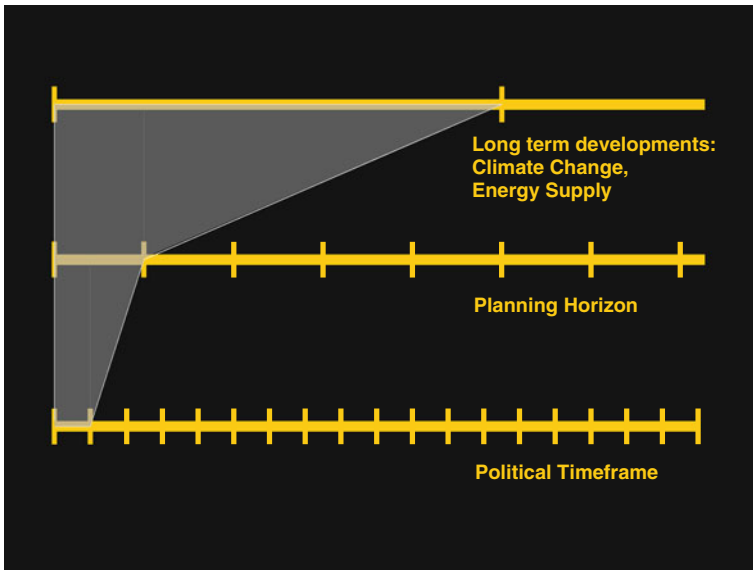 Long term developments:
Climate Change,
Energy Supply
Planning Horizon
Political Timeframe